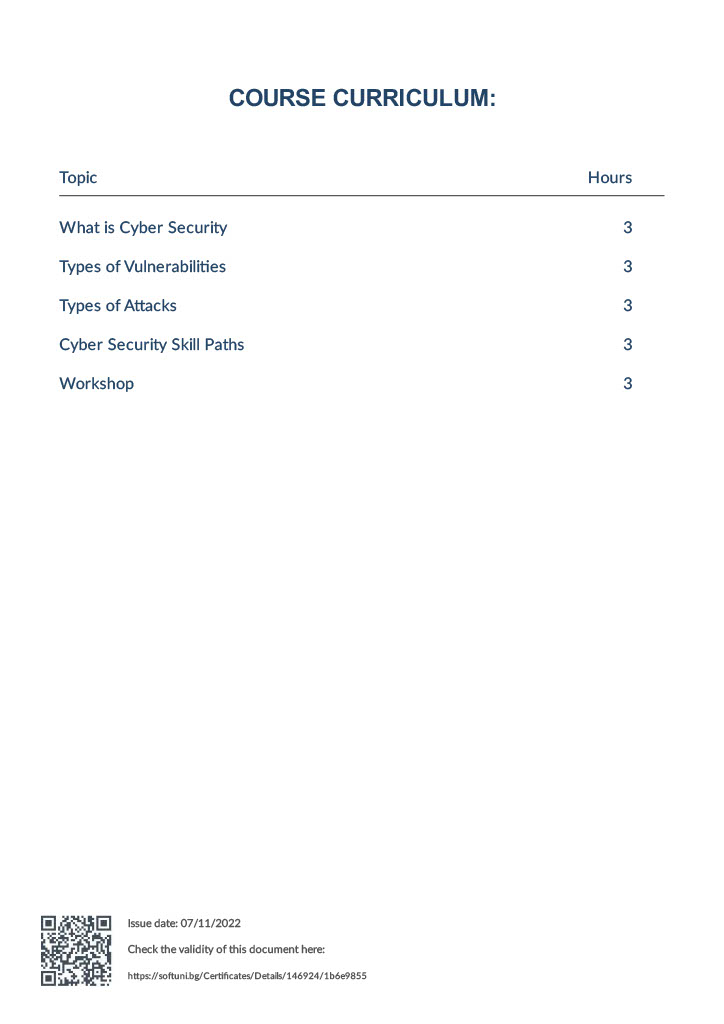 COURSE CURRICULUM:
Topic Hours
What is Cyber Security 3
Types of Vulnerabilities 3
Types of Attacks 3
Cyber Security Skill Paths 3
Workshop 3
Issue date: 07/11/2022
Check the validity of this document here:
https://softuni.bg/Certificates/Details/146924/1b6e9855